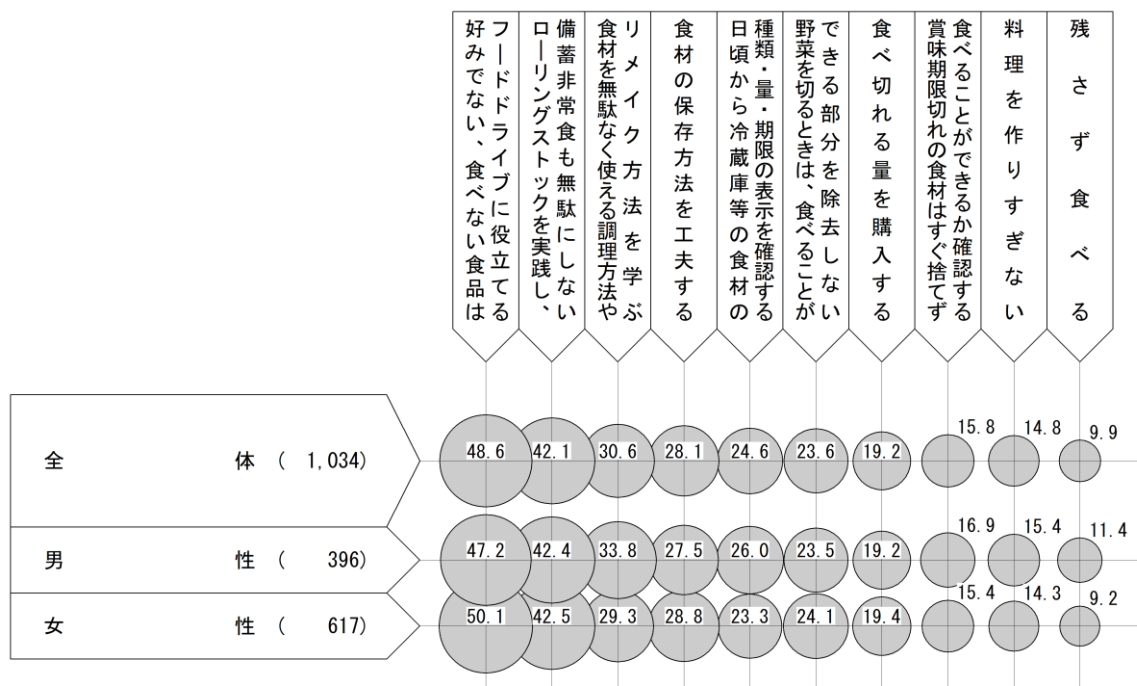 好みでない、食べない食品は
フードドライブに役立てる
ローリングストックを実践し、
備蓄非常食も無駄にしない
食材を無駄なく使える調理方法や
リメイク方法を学ぶ
食材の保存方法を工夫する
日頃から冷蔵庫等の食材の
種類・量・期限の表示を確認する
野菜を切るときは、食べることが
できる部分を除去しない
食べ切れる量を購入する
賞味期限切れの食材はすぐ捨てず
食べることができるか確認する
料理を作りすぎない
残さず食べる
全体 ( 1,034)
48.6 42.1 30.6 28.1 24.6 23.6 19.2 15.8 14.8 9.9
男性 ( 396)
47.2 42.4 33.8 27.5 26.0 23.5 19.2 16.9 15.4 11.4
女性 ( 617)
50.1 42.5 29.3 28.8 23.3 24.1 19.4 15.4 14.3 9.2